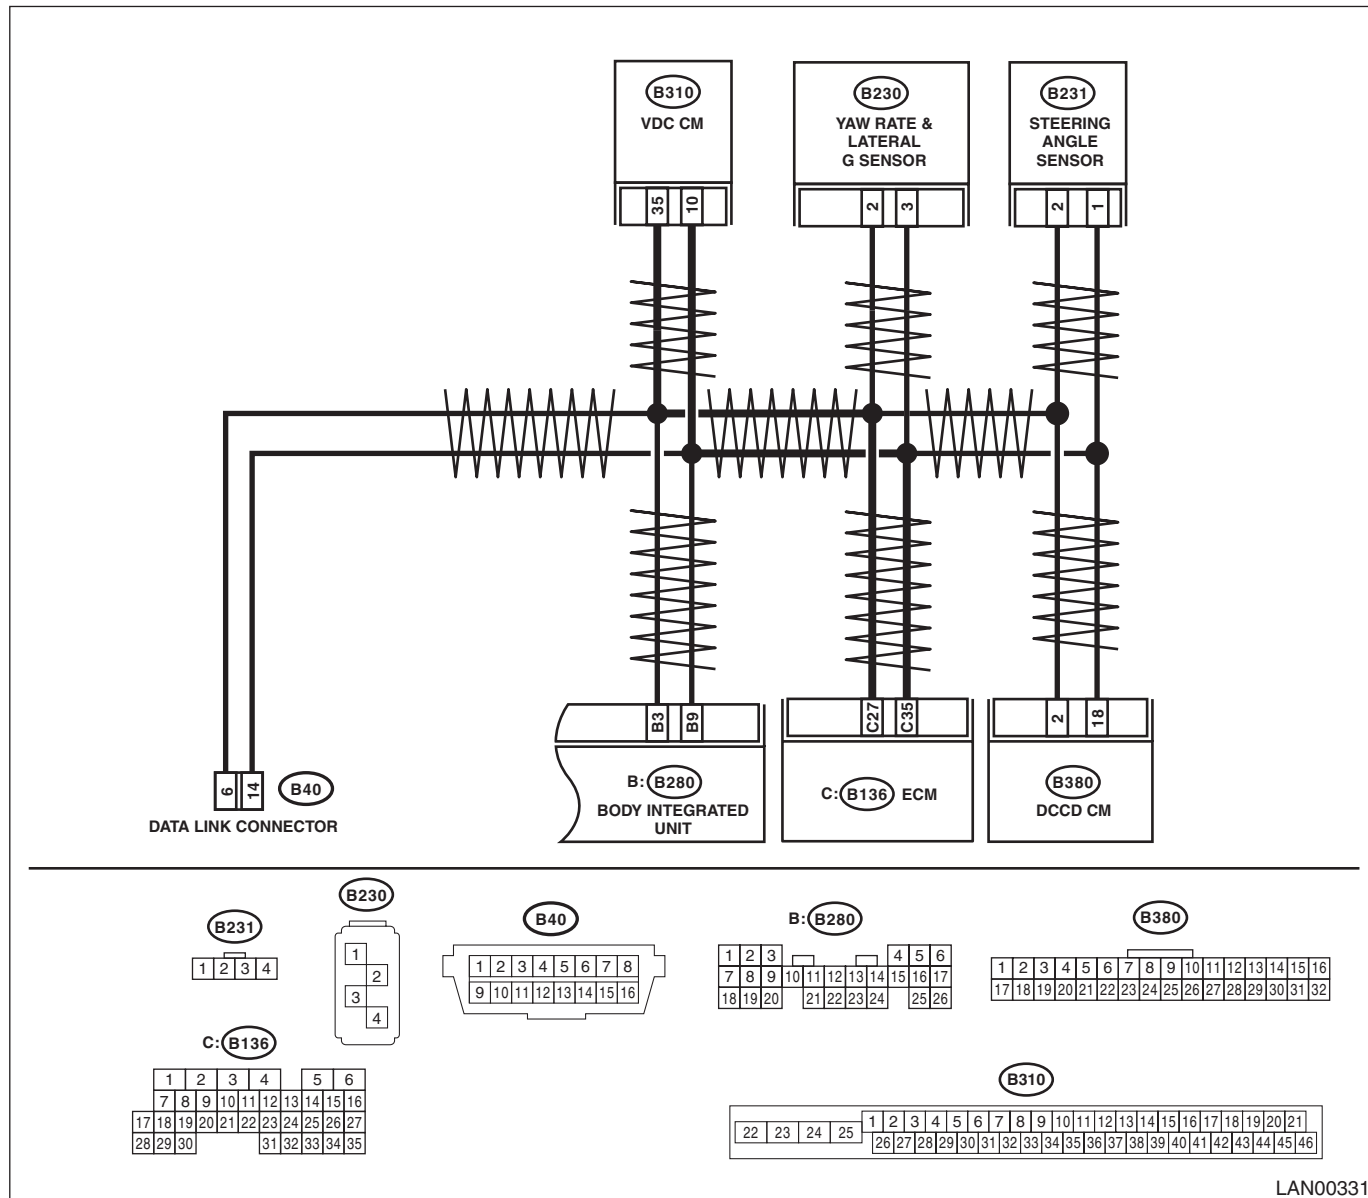 B310
VDC CM
B230
YAW RATE &
LATERAL
G SENSOR
B231
STEERING
ANGLE
SENSOR
35 10
2 3
2 1
B3 B9
C27 C35
2 18
6 14
B40
DATA LINK CONNECTOR
B: B280
BODY INTEGRATED
UNIT
C: B136 ECM
B380
DCCD CM
B231
1 2 3 4
B230
1
2
3
4
B40
1 2 3 4 5 6 7 8
9 10 11 12 13 14 15 16
B: B280
1 2 3 4 5 6
7 8 9 10 11 12 13 14 15 16 17
18 19 20 21 22 23 24 25 26
B380
1 2 3 4 5 6 7 8 9 10 11 12 13 14 15 16
17 18 19 20 21 22 23 24 25 26 27 28 29 30 31 32
C: B136
1 2 3 4 5 6
7 8 9 10 11 12 13 14 15 16
17 18 19 20 21 22 23 24 25 26 27
28 29 30 31 32 33 34 35
B310
1 2 3 4 5 6 7 8 9 10 11 12 13 14 15 16 17 18 19 20 21
22 23 24 25
26 27 28 29 30 31 32 33 34 35 36 37 38 39 40 41 42 43 44 45 46
LAN00331